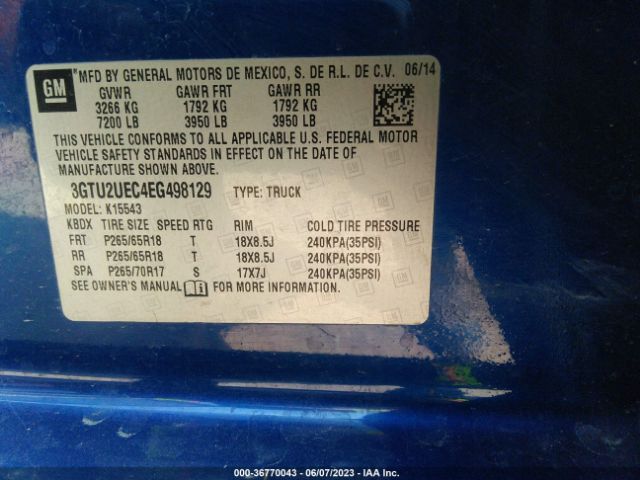 GM
MFD BY GENERAL MOTORS DE MEXICO, S. DE R.L. DE C.V. 06/14
GVWR GAWR FRT GAWR RR
3266 KG 1792 KG 1792 KG
7200 LB 3950 LB 3950 LB
THIS VEHICLE CONFORMS TO ALL APPLICABLE U.S. FEDERAL MOTOR
VEHICLE SAFETY STANDARDS IN EFFECT ON THE DATE OF
MANUFACTURE SHOWN ABOVE.
3GTU2UEC4EG498129 TYPE: TRUCK
MODEL: K15543
KBDX TIRE SIZE SPEED RTG RIM COLD TIRE PRESSURE
FRT P265/65R18 T 18X8.5J 240KPA(35PSI)
RR P265/65R18 T 18X8.5J 240KPA(35PSI)
SPA P265/70R17 S 17X7J 240KPA(35PSI)
SEE OWNER'S MANUAL FOR MORE INFORMATION.
000-36770043 - 06/07/2023 - IAA Inc.